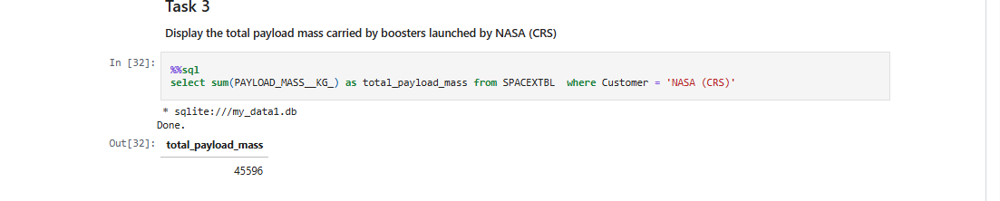 Task 3
Display the total payload mass carried by boosters launched by NASA (CRS)
In [32]:
%%sql
select sum(PAYLOAD_MASS__KG_) as total_payload_mass from SPACEXTBL  where Customer = 'NASA (CRS)'
* sqlite:///my_data1.db
Done.
Out[32]: total_payload_mass
45596